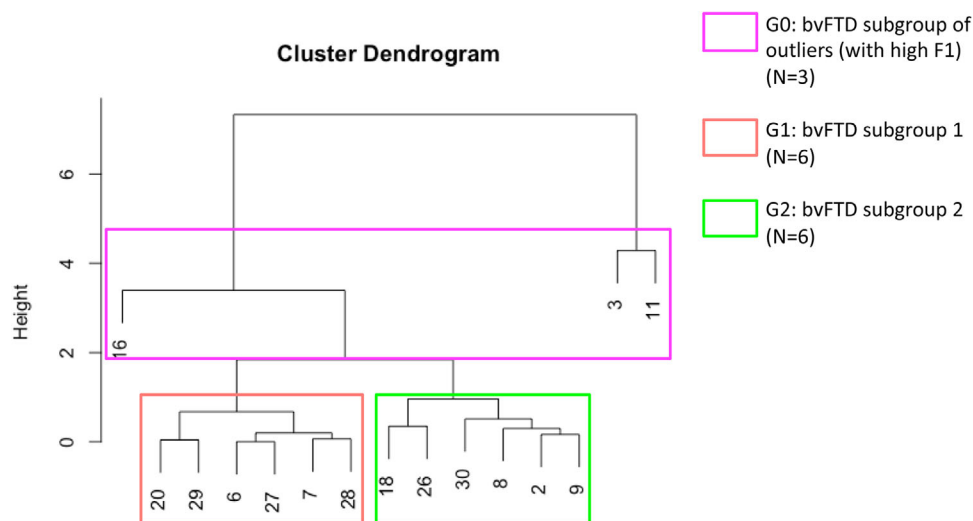 G0: bvFTD subgroup of
outliers (with high F1)
(N=3)
Cluster Dendrogram
G1: bvFTD subgroup 1
(N=6)
G2: bvFTD subgroup 2
(N=6)
Height
6
4
2
0
16
3
11
20
29
6
27
7
28
18
26
30
8
2
9